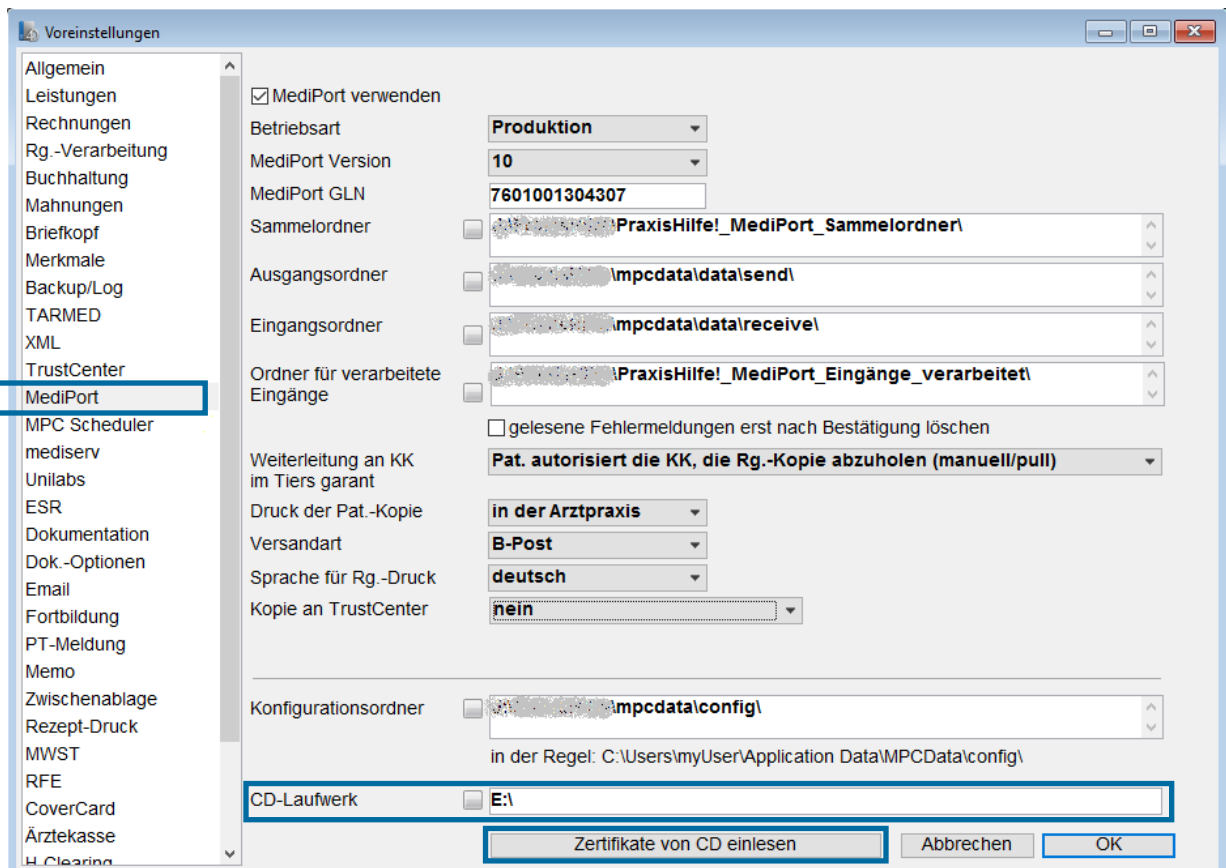 Voreinstellungen
Allgemein
Leistungen
Rechnungen
Rg.-Verarbeitung
Buchhaltung
Mahnungen
Briefkopf
Merkmale
Backup/Log
TARMED
XML
TrustCenter
MediPort
MPC Scheduler
mediserv
Unilabs
ESR
Dokumentation
Dok.-Optionen
Email
Fortbildung
PT-Meldung
Memo
Zwischenablage
Rezept-Druck
MWST
RFE
CoverCard
Ärztekasse
H-Clearing
MediPort verwenden
Betriebsart Produktion
MediPort Version 10
MediPort GLN 7601001304307
Sammelordner \PraxisHilfe!_MediPort_Sammelordner\
Ausgangsordner \mpcdata\data\send\
Eingangsordner \mpcdata\data\receive\
Ordner für verarbeitete \PraxisHilfe!_MediPort_Eingänge_verarbeitet\
Eingänge
gelesene Fehlermeldungen erst nach Bestätigung löschen
Weiterleitung an KK Pat. autorisiert die KK, die Rg.-Kopie abzuholen (manuell/pull)
im Tiers garant
Druck der Pat.-Kopie in der Arztpraxis
Versandart B-Post
Sprache für Rg.-Druck deutsch
Kopie an TrustCenter nein
Konfigurationsordner \mpcdata\config\
in der Regel: C:\Users\myUser\Application Data\MPCData\config\
CD-Laufwerk E:\
Zertifikate von CD einlesen Abbrechen OK